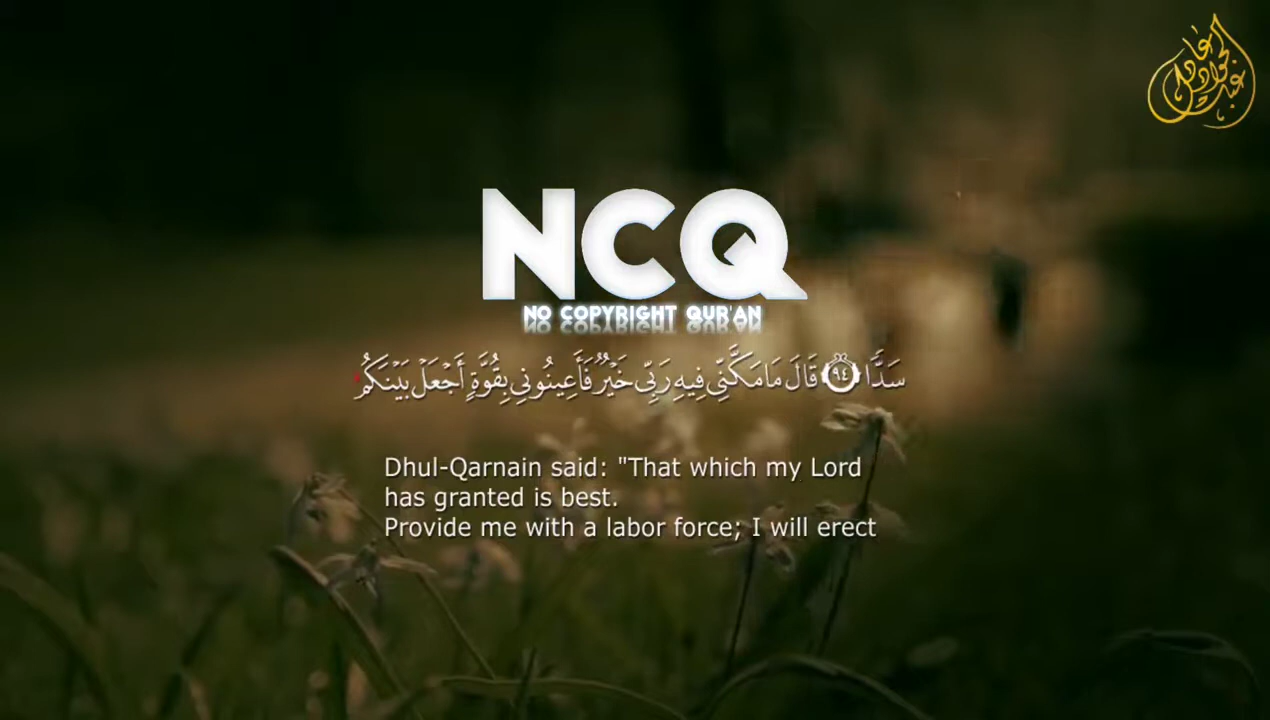 NCQ
NO COPYRIGHT QUR'AN
سَدًّا ٩٤ قَالَ مَا مَكَّنِّى فِيهِ رَبِّى خَيْرٌ فَأَعِينُونِى بِقُوَّةٍ أَجْعَلْ بَيْنَكُمْ
Dhul-Qarnain said: "That which my Lord
has granted is best.
Provide me with a labor force; I will erect